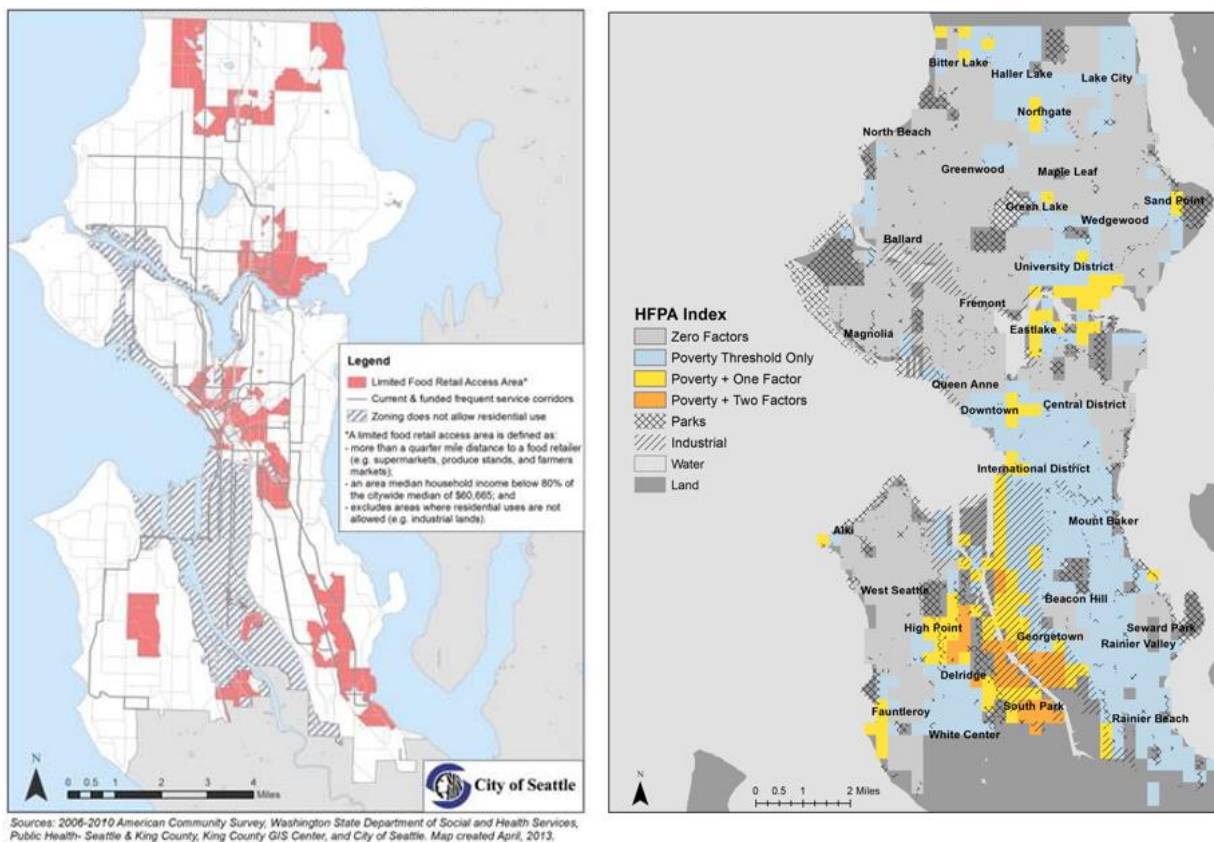 Legend
Limited Food Retail Access Area*
Current & funded frequent service corridors
Zoning does not allow residential use
*A limited food retail access area is defined as:
- more than a quarter mile distance to a food retailer
(e.g. supermarkets, produce stands, and farmers
markets);
- an area median household income below 80% of
the citywide median of $60,665; and
- excludes areas where residential uses are not
allowed (e.g. industrial lands).
N
0 0.5 1 2 3 4
Miles
City of Seattle
Sources: 2006-2010 American Community Survey, Washington State Department of Social and Health Services,
Public Health- Seattle & King County, King County GIS Center, and City of Seattle. Map created April, 2013.
Bitter Lake
Haller Lake
Lake City
Northgate
North Beach
Greenwood
Maple Leaf
Green Lake
Sand Point
Wedgewood
Ballard
University District
Fremont
Eastlake
Magnolia
Queen Anne
Downtown
Central District
International District
Mount Baker
Alki
West Seattle
Beacon Hill
High Point
Georgetown
Seward Park
Rainier Valley
Delridge
Fauntleroy
South Park
Rainier Beach
White Center
HFPA Index
Zero Factors
Poverty Threshold Only
Poverty + One Factor
Poverty + Two Factors
Parks
Industrial
Water
Land
N
0 0.5 1 2 Miles